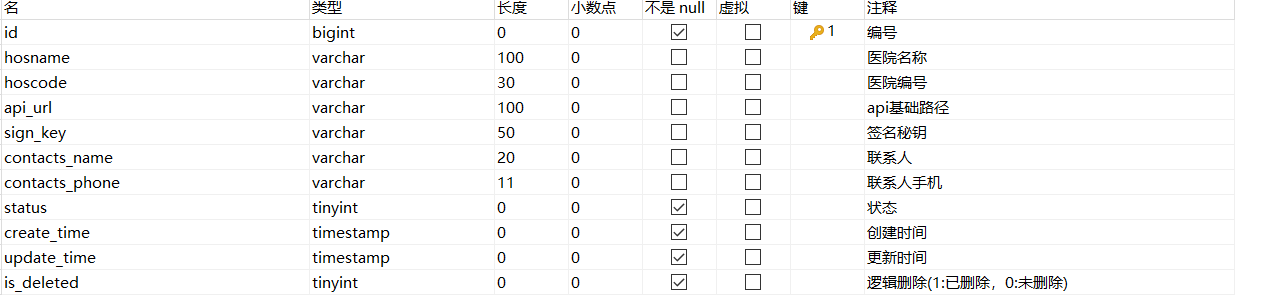 名 类型 长度 小数点 不是 null 虚拟 键 注释
id bigint 0 0 1 编号
hosname varchar 100 0 医院名称
hoscode varchar 30 0 医院编号
api_url varchar 100 0 api基础路径
sign_key varchar 50 0 签名秘钥
contacts_name varchar 20 0 联系人
contacts_phone varchar 11 0 联系人手机
status tinyint 0 0 状态
create_time timestamp 0 0 创建时间
update_time timestamp 0 0 更新时间
is_deleted tinyint 0 0 逻辑删除(1:已删除，0:未删除)